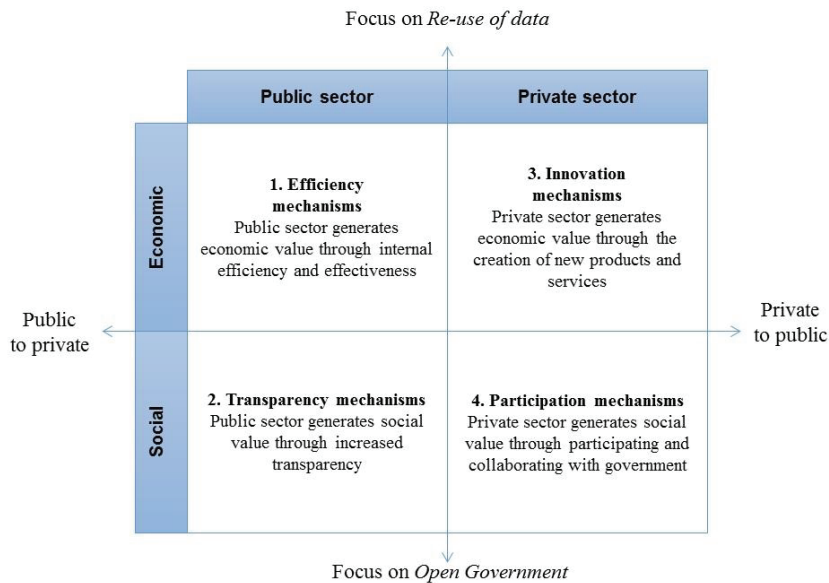 Focus on Re-use of data
Public sector
Private sector
Economic
1. Efficiency
mechanisms
Public sector generates
economic value through internal
efficiency and effectiveness
3. Innovation
mechanisms
Private sector generates
economic value through the
creation of new products and
services
Public
to private
Private
to public
Social
2. Transparency mechanisms
Public sector generates social
value through increased
transparency
4. Participation mechanisms
Private sector generates social
value through participating and
collaborating with government
Focus on Open Government